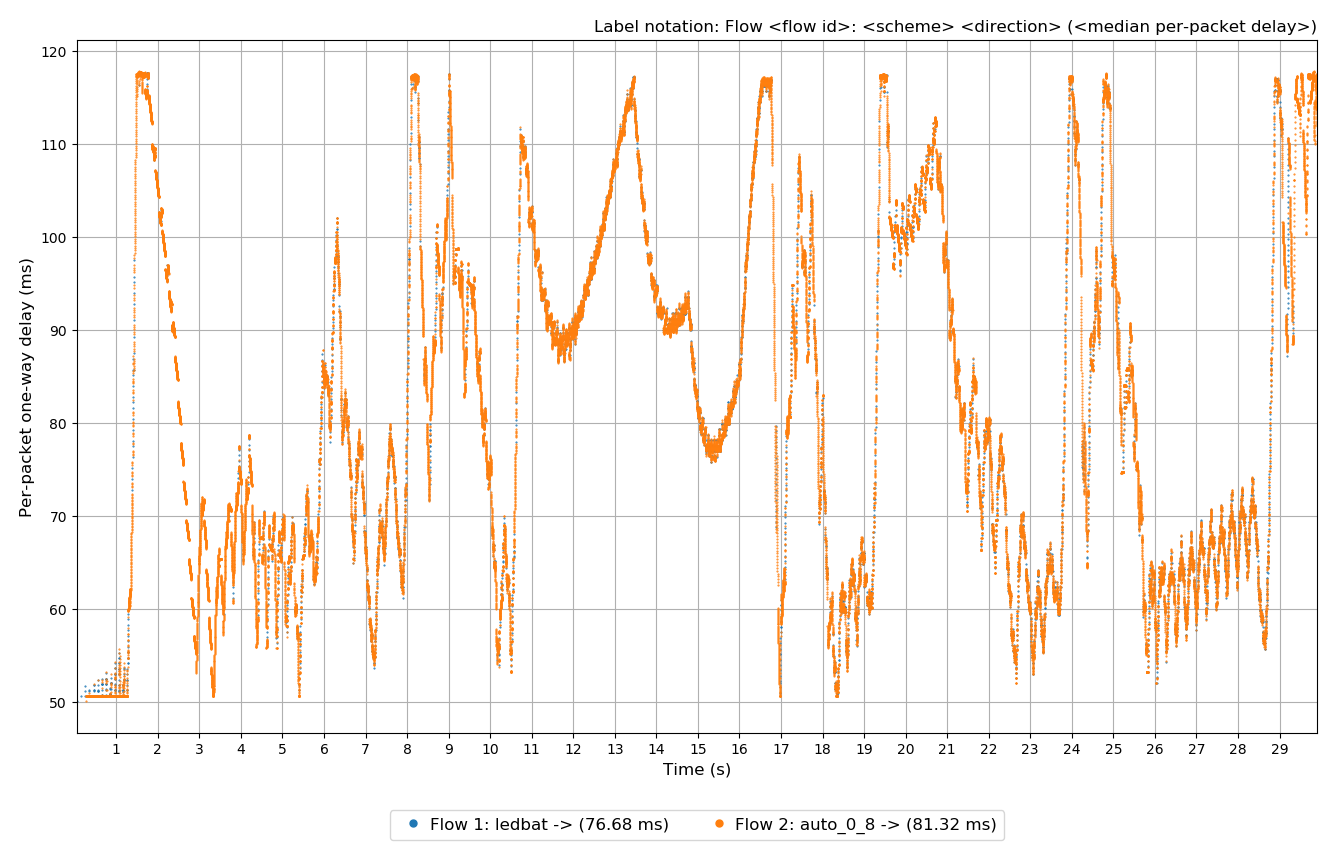 Label notation: Flow <flow id>: <scheme> <direction> (<median per-packet delay>)
120
110
100
90
80
70
60
50
Per-packet one-way delay (ms)
1 2 3 4 5 6 7 8 9 10 11 12 13 14 15 16 17 18 19 20 21 22 23 24 25 26 27 28 29
Time (s)
Flow 1: ledbat -> (76.68 ms) Flow 2: auto_0_8 -> (81.32 ms)